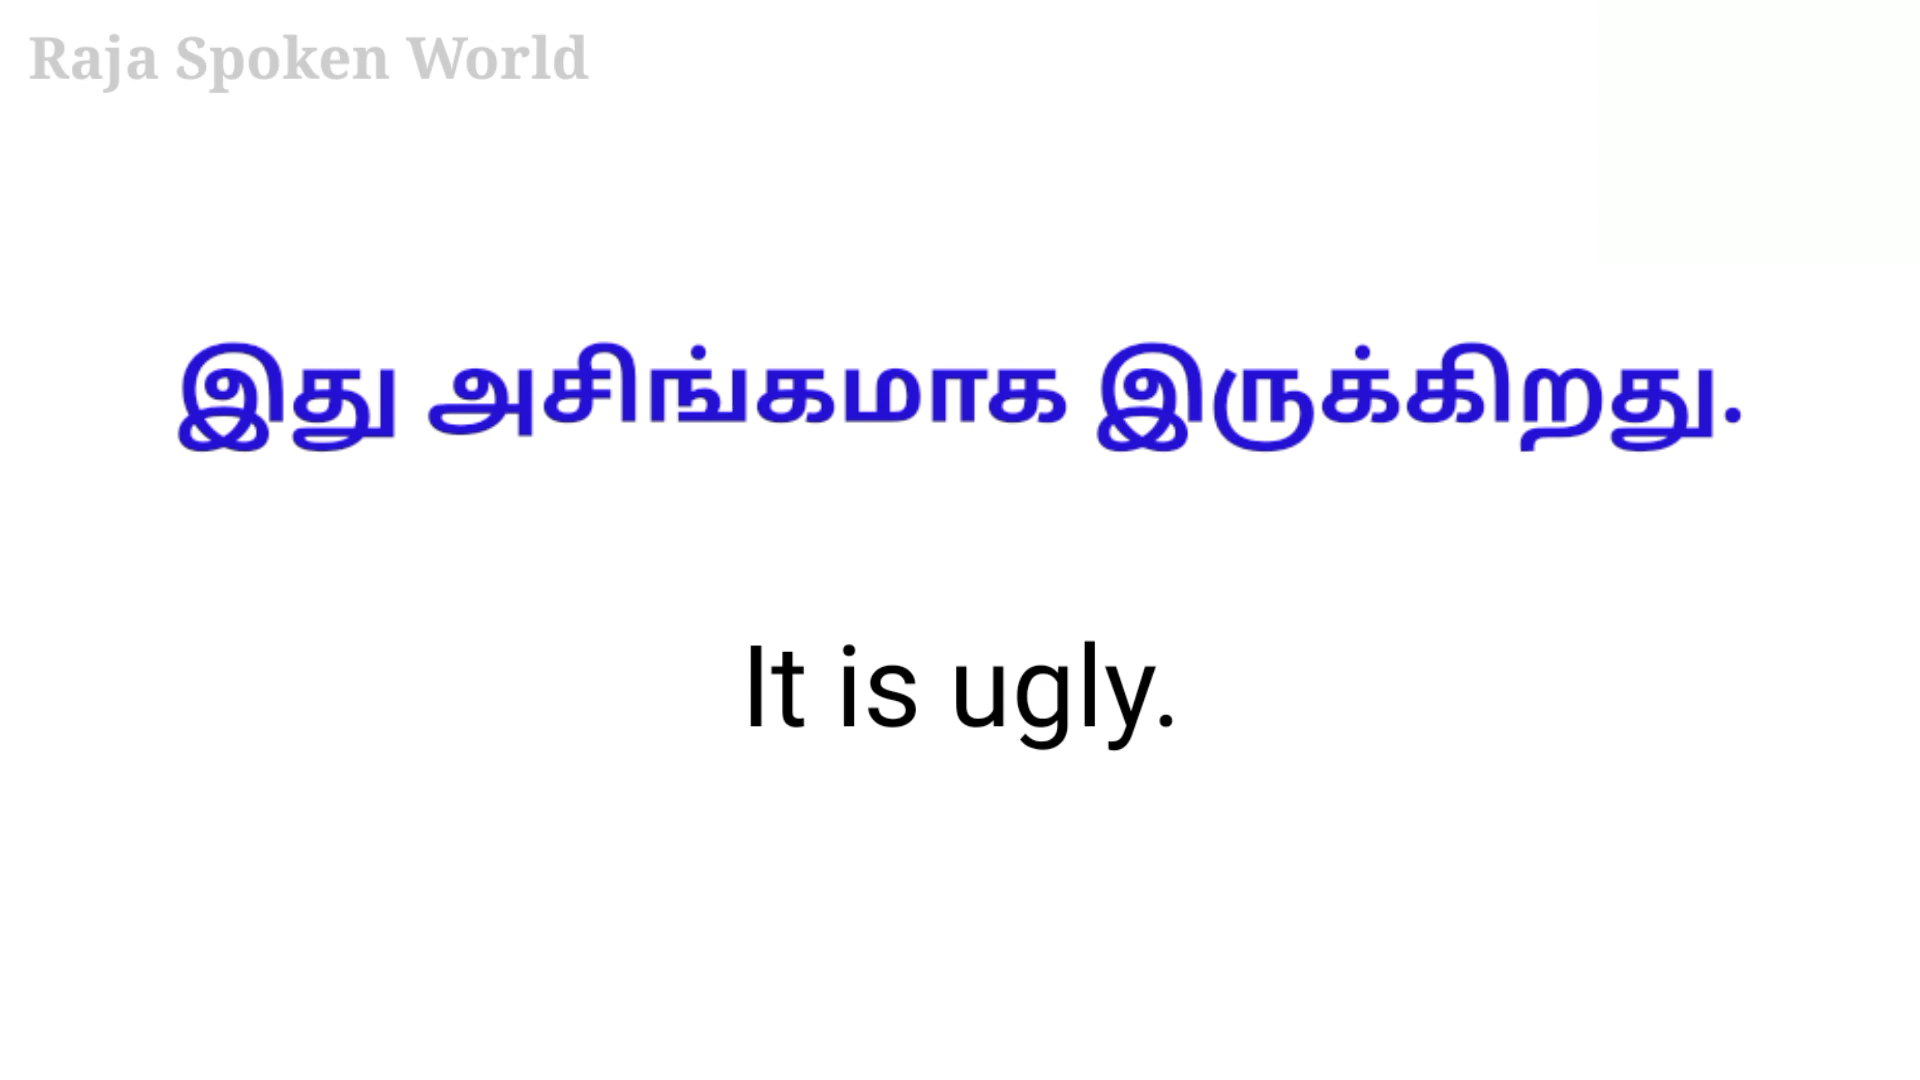 Raja Spoken World
இது அசிங்கமாக இருக்கிறது.
It is ugly.